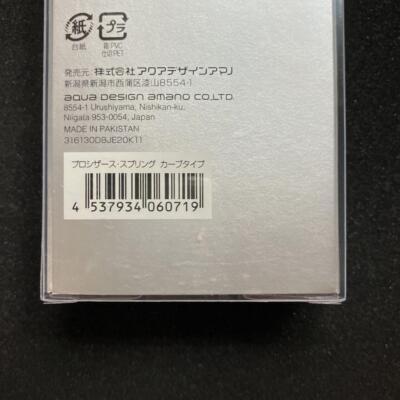 紙 プラ
台紙 箱:PVC
仕切:PET
発売元: 株式会社アクアデザインアマノ
新潟県新潟市西蒲区漆山8554-1
AQUA DESIGN AMANO CO.,LTD.
8554-1 Urushiyama, Nishikan-ku,
Niigata 953-0054, Japan
MADE IN PAKISTAN
316130DBJE20KT1
プロシザース・スプリング カーブタイプ
4 537934 060719